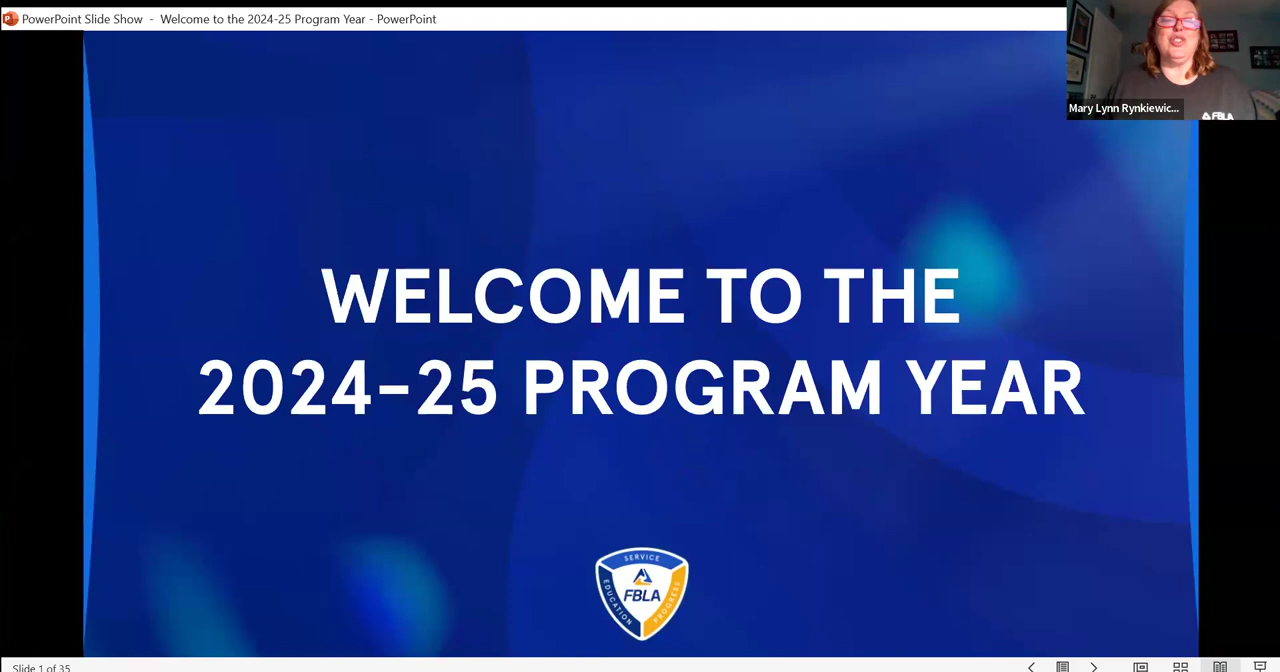 PowerPoint Slide Show - Welcome to the 2024-25 Program Year - PowerPoint
Mary Lynn Rynkiewic...
FBLA
WELCOME TO THE
2024-25 PROGRAM YEAR
SERVICE
EDUCATION
FBLA
PROGRESS
Slide 1 of 35